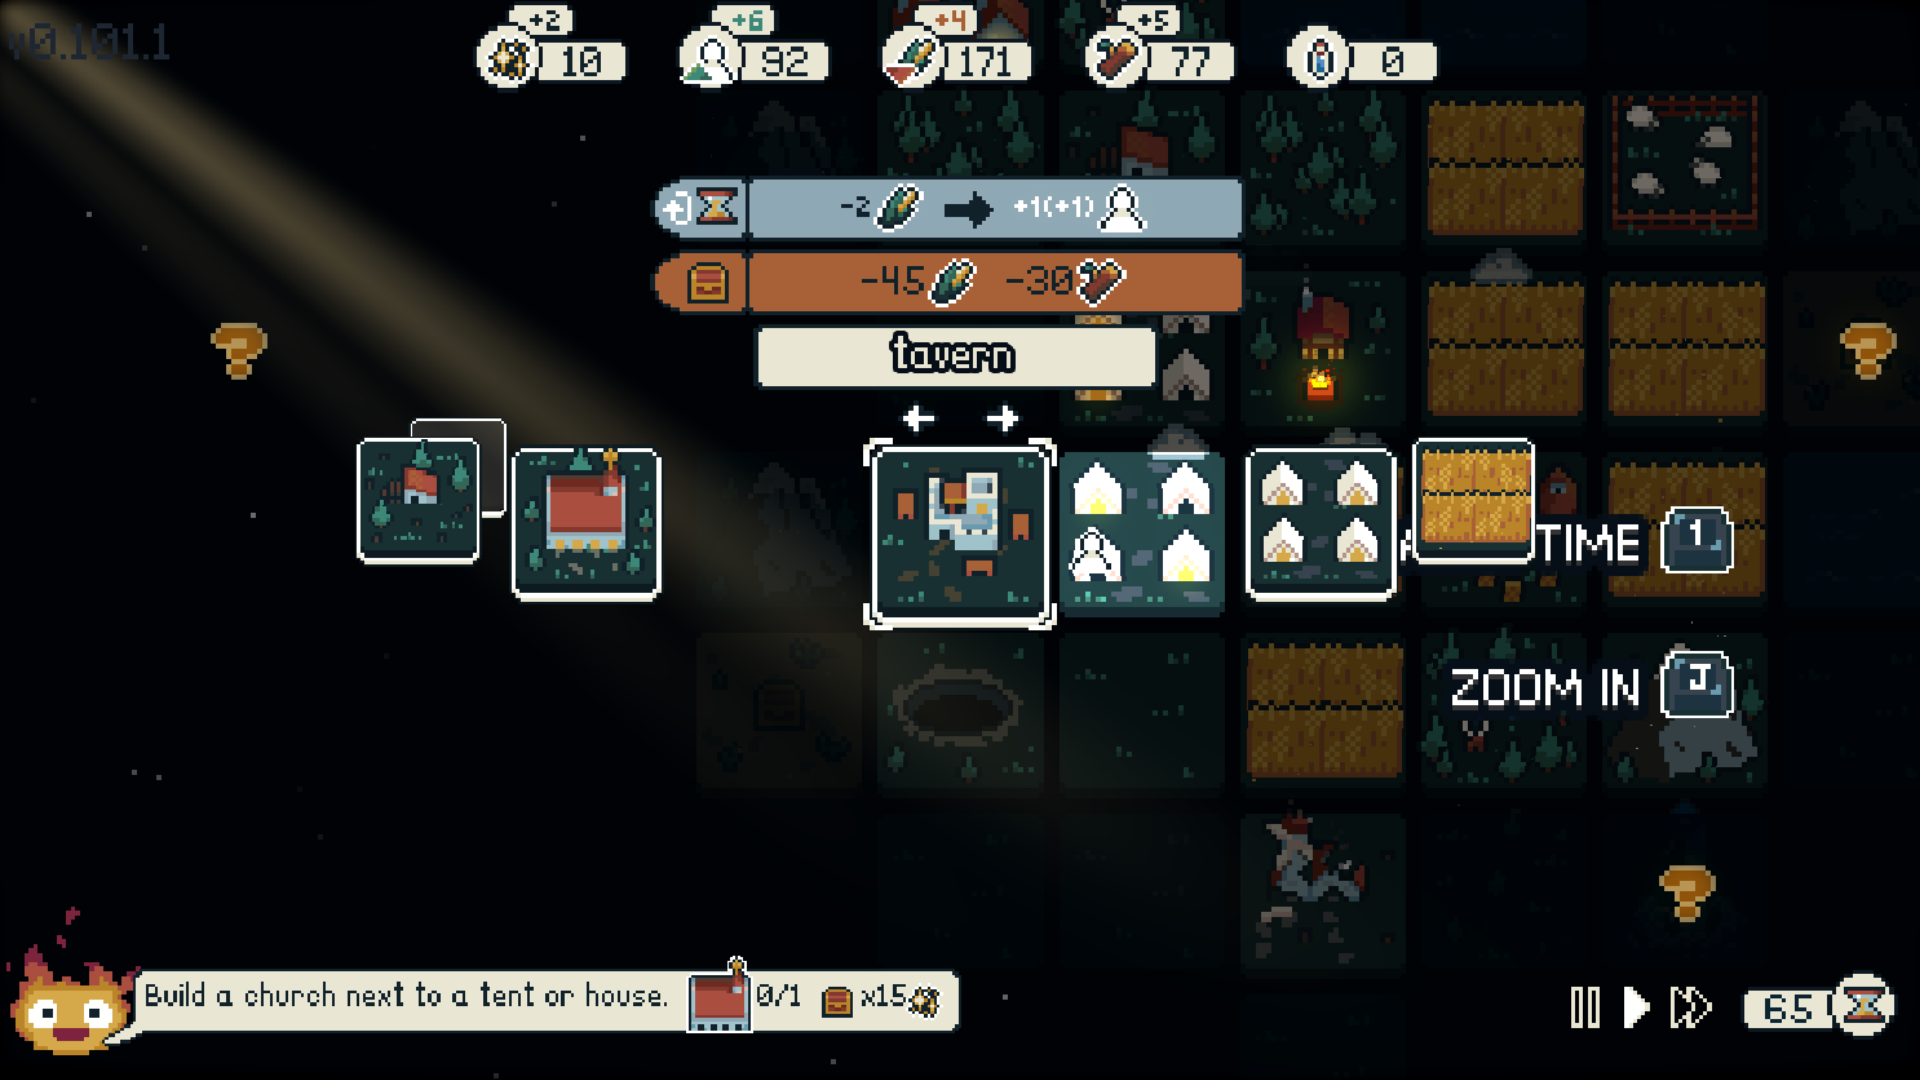 v0.101.1
+2 +6 +4 +5
10 92 171 77 0
-2 +1(+1)
-45 -30
tavern
TIME 1
ZOOM IN J
Build a church next to a tent or house. 0/1 x15
65